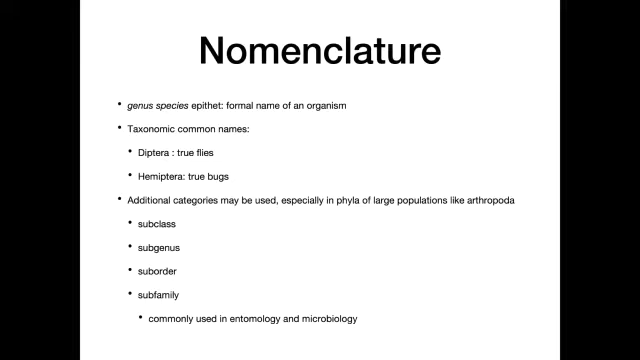 Nomenclature
• genus species epithet: formal name of an organism
• Taxonomic common names:
• Diptera : true flies
• Hemiptera: true bugs
• Additional categories may be used, especially in phyla of large populations like arthropoda
• subclass
• subgenus
• suborder
• subfamily
• commonly used in entomology and microbiology